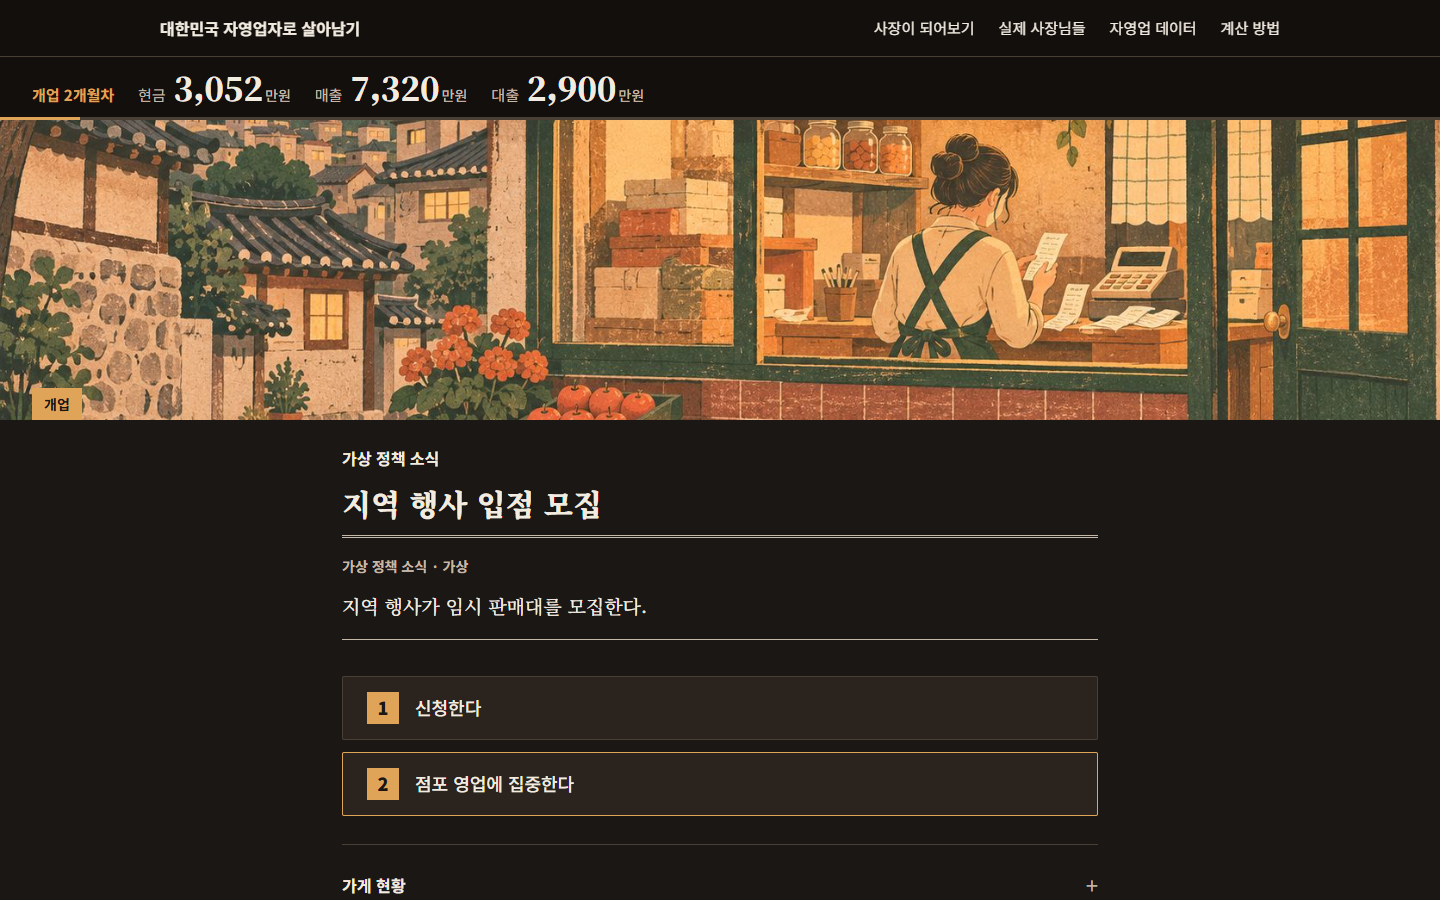 대한민국 자영업자로 살아남기
사장이 되어보기 실제 사장님들 자영업 데이터 계산 방법
개업 2개월차 현금 3,052만원 매출 7,320만원 대출 2,900만원
개업
가상 정책 소식
지역 행사 입점 모집
가상 정책 소식 · 가상
지역 행사가 임시 판매대를 모집한다.
1 신청한다
2 점포 영업에 집중한다
가게 현황 +